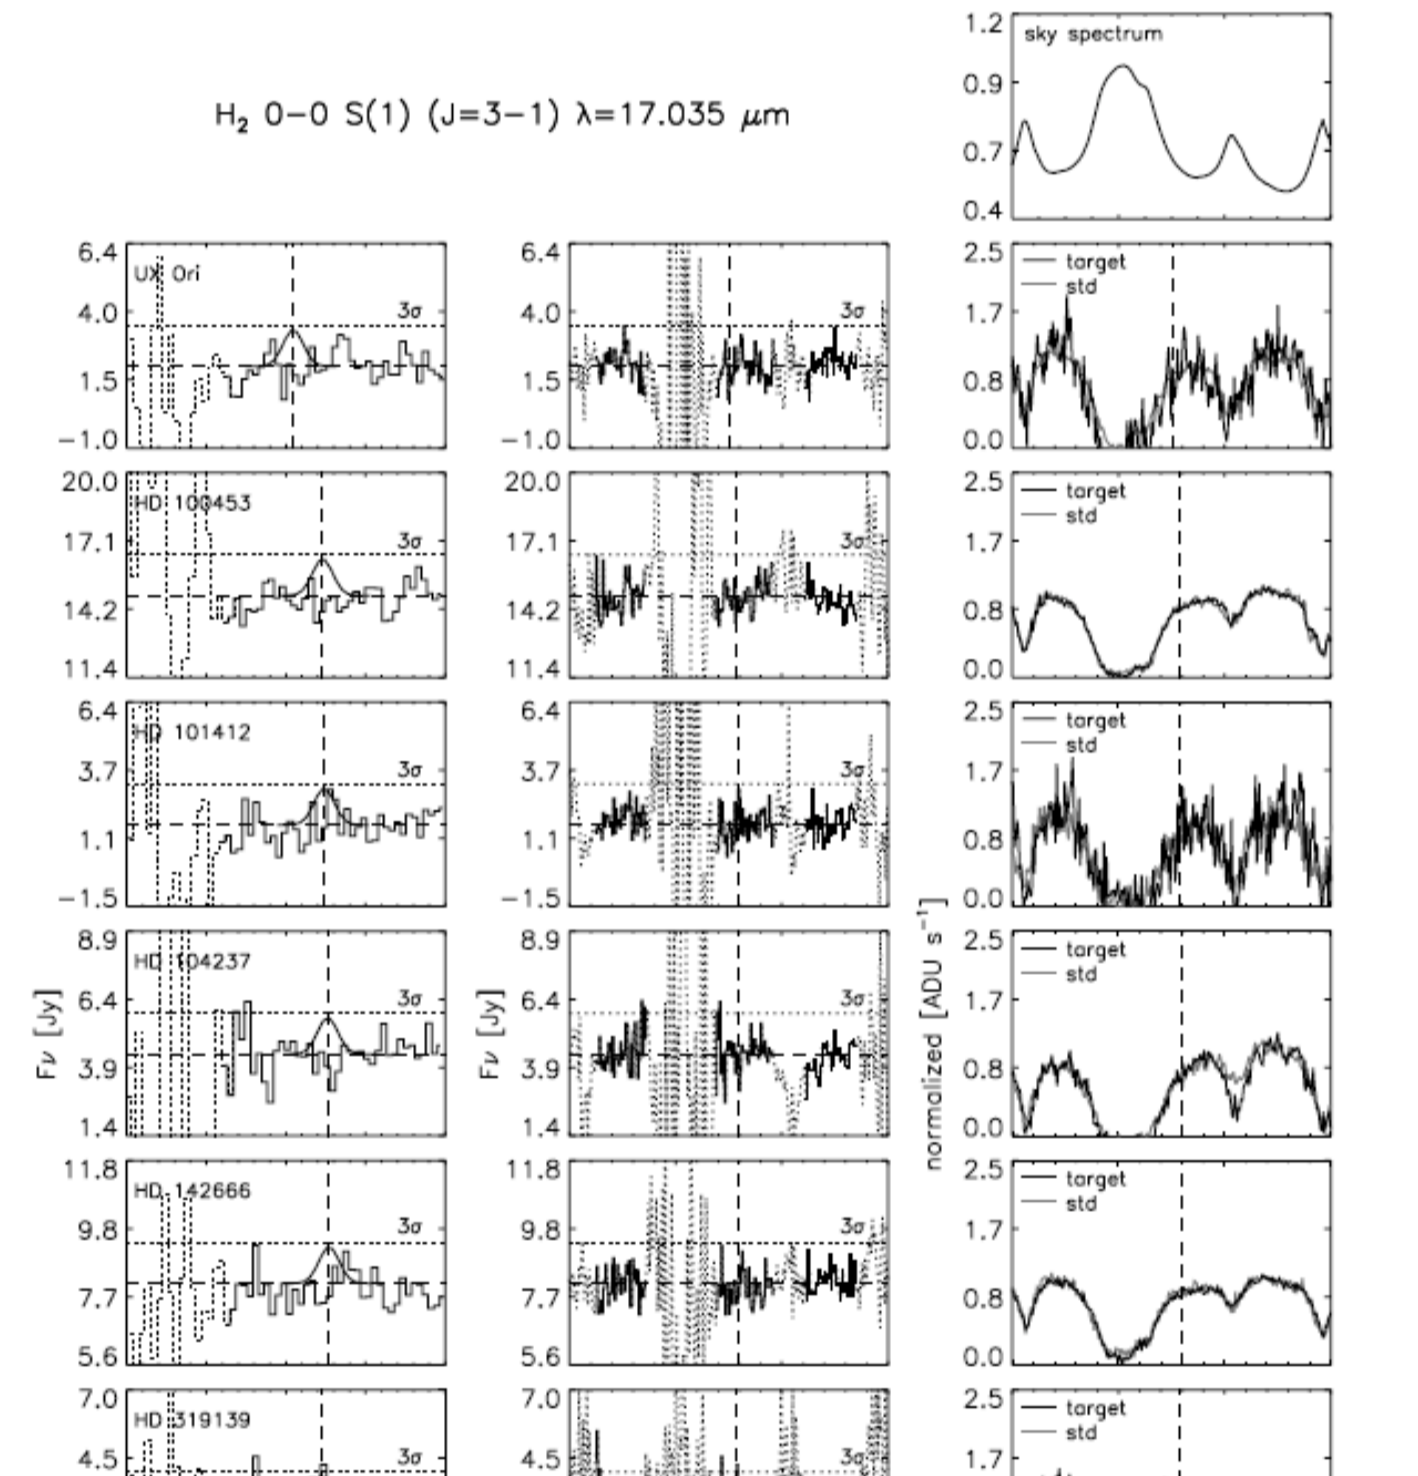 sky spectrum
1.2
0.9
0.7
0.4
H₂ 0−0 S(1) (J=3−1) λ=17.035 μm
UX Ori
3σ
6.4
4.0
1.5
−1.0
3σ
6.4
4.0
1.5
−1.0
target
std
2.5
1.7
0.8
0.0
HD 100453
3σ
20.0
17.1
14.2
11.4
3σ
20.0
17.1
14.2
11.4
target
std
2.5
1.7
0.8
0.0
HD 101412
3σ
6.4
3.7
1.1
−1.5
3σ
6.4
3.7
1.1
−1.5
target
std
2.5
1.7
0.8
0.0
Fν [Jy]
HD 104237
3σ
8.9
6.4
3.9
1.4
Fν [Jy]
3σ
8.9
6.4
3.9
1.4
normalized [ADU s⁻¹]
target
std
2.5
1.7
0.8
0.0
HD 142666
3σ
11.8
9.8
7.7
5.6
3σ
11.8
9.8
7.7
5.6
target
std
2.5
1.7
0.8
0.0
HD 319139
3σ
7.0
4.5
3σ
7.0
4.5
target
std
2.5
1.7